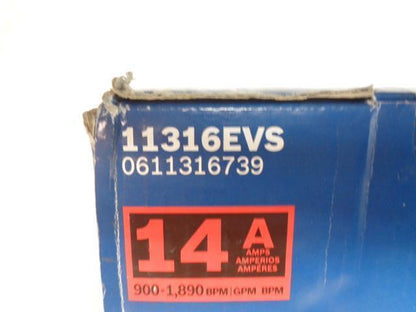 11316EVS
0611316739
14 A
AMPS
AMPERIOS
AMPÈRES
900-1,890 BPM|GPM BPM